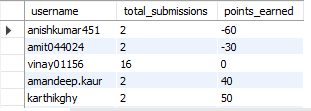 username total_submissions points_earned
anishkumar451 2 -60
amit044024 2 -30
vinay01156 16 0
amandeep.kaur 2 40
karthikghy 2 50